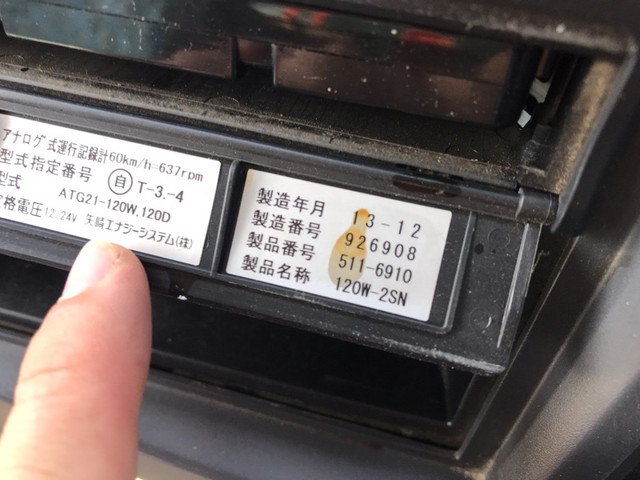 アナログ式運行記録計60km/h=637rpm
型式指定番号 自 T-3.-4
型式 ATG21-120W.120D
定格電圧12/24V 矢崎エナジーシステム(株)
製造年月 13-12
製造番号 926908
製品番号 511-6910
製品名称 120W-2SN